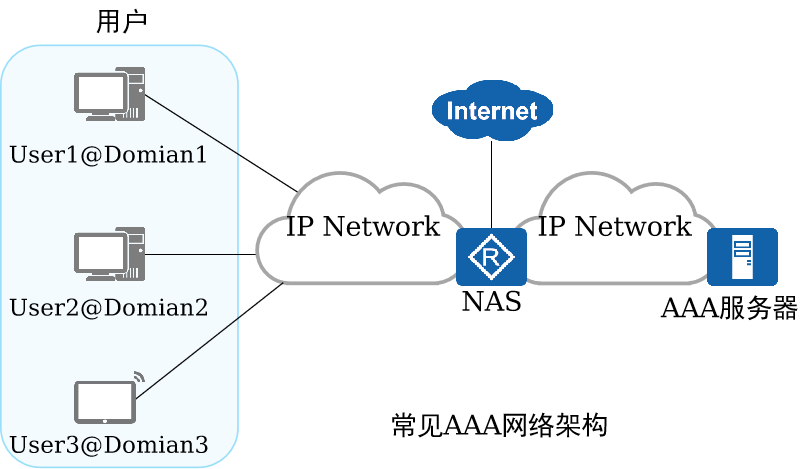 用户
User1@Domian1
User2@Domian2
User3@Domian3
Internet
IP Network
IP Network
R
NAS
AAA服务器
常见AAA网络架构